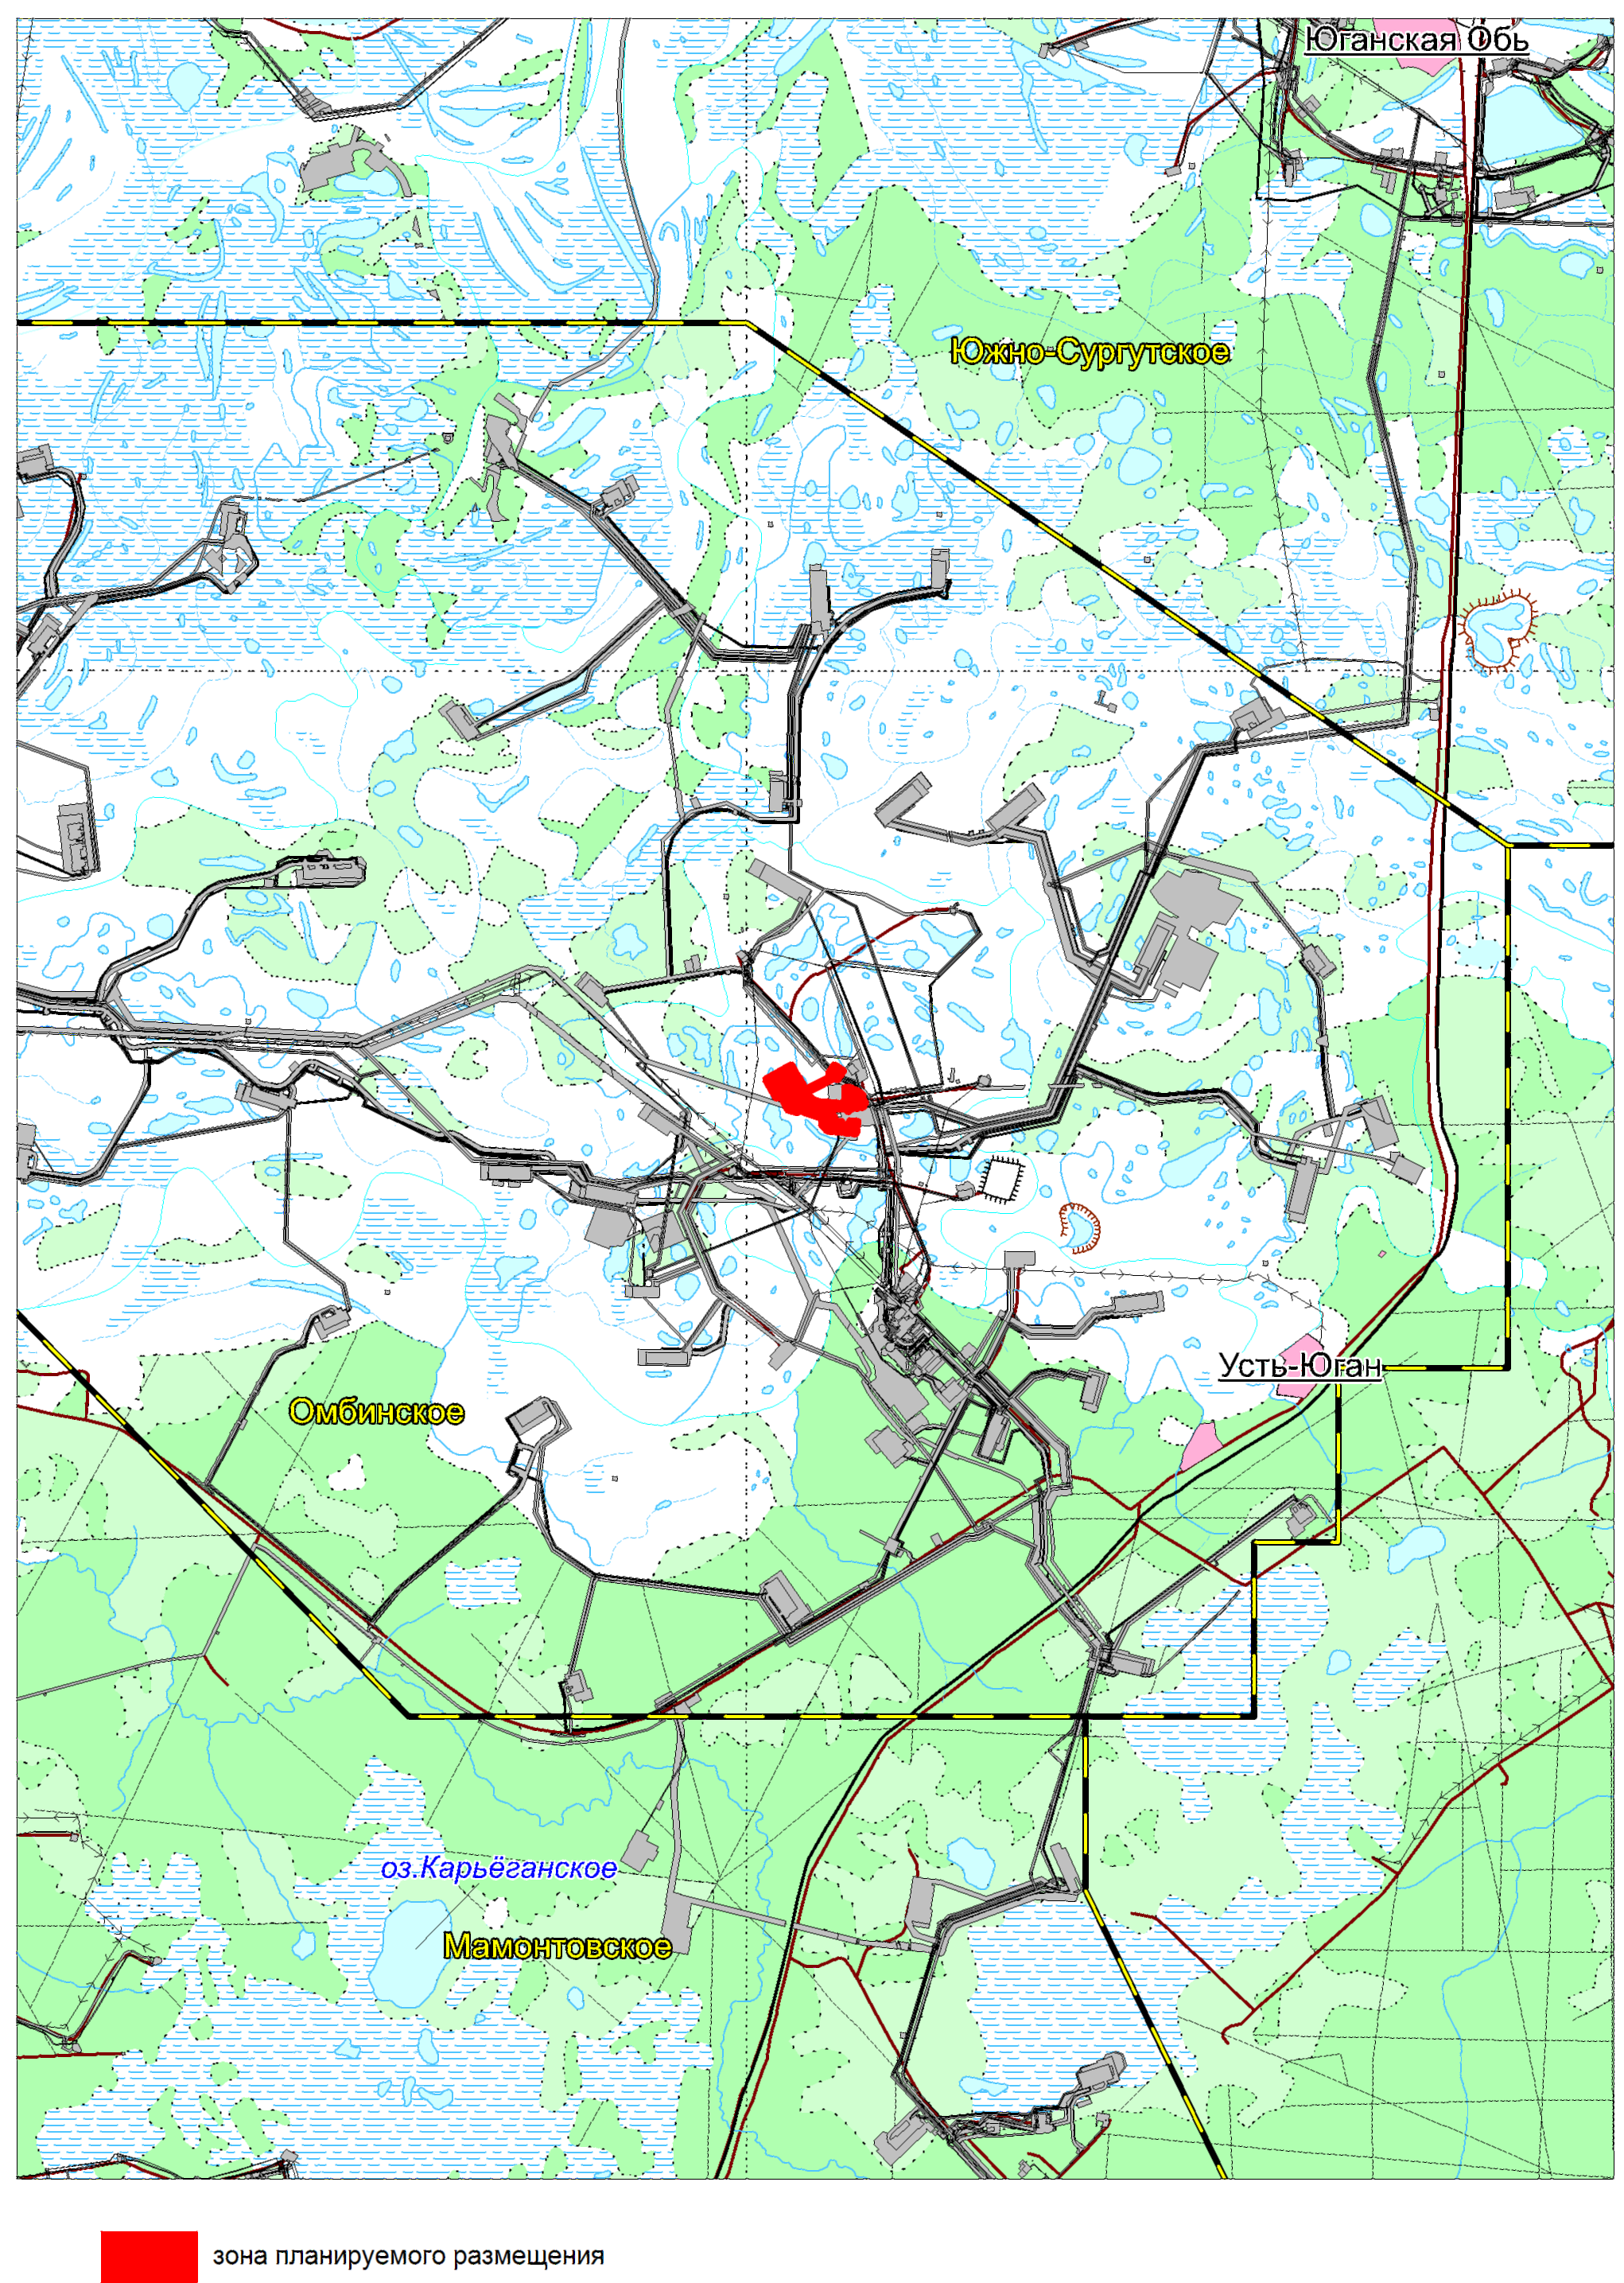 Юганская Обь
Южно-Сургутское
Усть-Юган
Омбинское
оз.Карьёганское
Мамонтовское
зона планируемого размещения